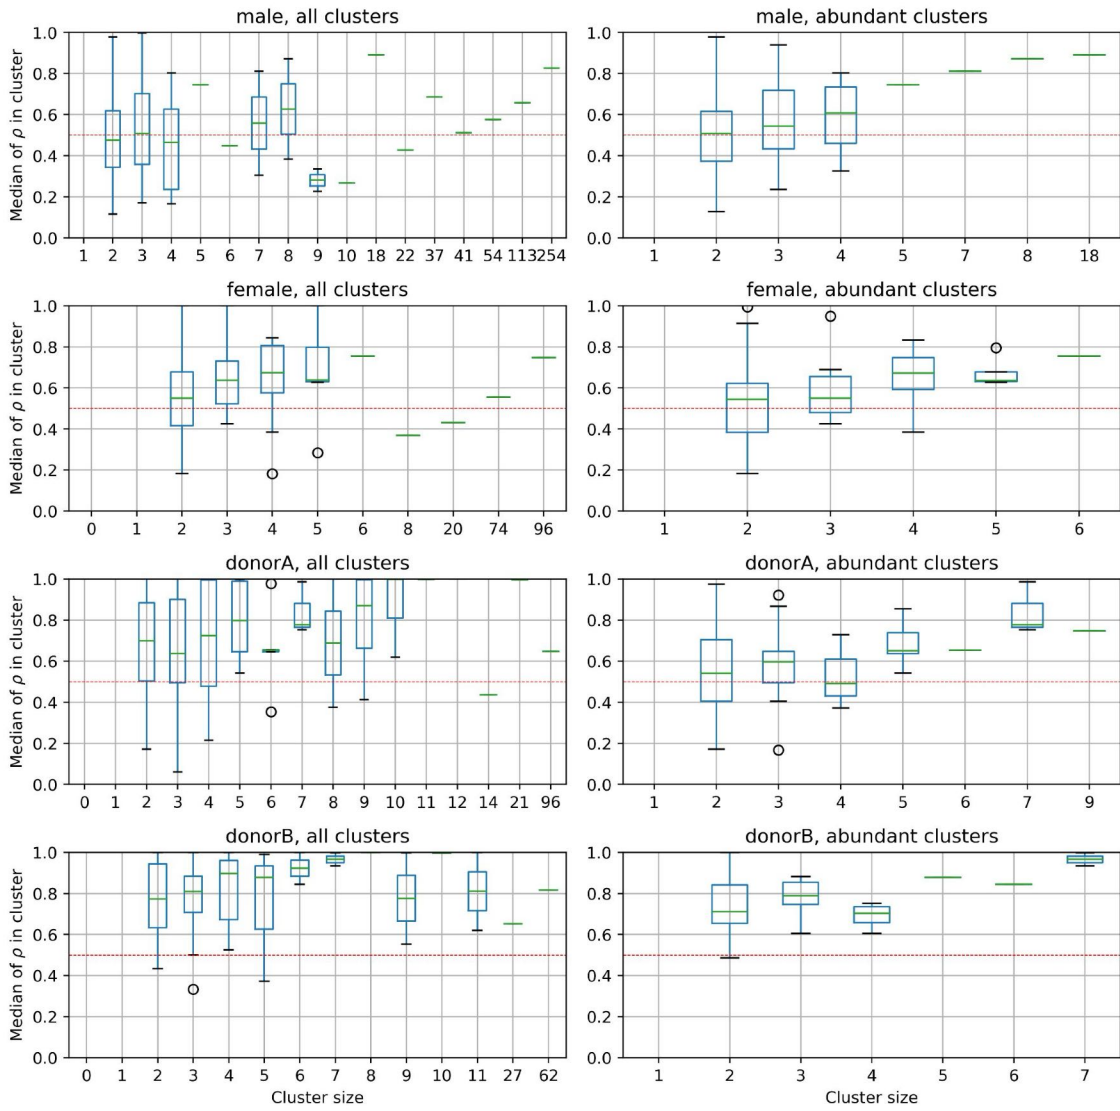 male, all clusters
Median of ρ in cluster
1.0
0.8
0.6
0.4
0.2
0.0
1 2 3 4 5 6 7 8 9 10 18 22 37 41 54 113 3254
male, abundant clusters
1.0
0.8
0.6
0.4
0.2
0.0
1 2 3 4 5 7 8 18
female, all clusters
Median of ρ in cluster
1.0
0.8
0.6
0.4
0.2
0.0
0 1 2 3 4 5 6 8 20 74 96
female, abundant clusters
1.0
0.8
0.6
0.4
0.2
0.0
1 2 3 4 5 6
donorA, all clusters
Median of ρ in cluster
1.0
0.8
0.6
0.4
0.2
0.0
0 1 2 3 4 5 6 7 8 9 10 11 12 14 21 96
donorA, abundant clusters
1.0
0.8
0.6
0.4
0.2
0.0
1 2 3 4 5 6 7 9
donorB, all clusters
Median of ρ in cluster
1.0
0.8
0.6
0.4
0.2
0.0
0 1 2 3 4 5 6 7 8 9 10 11 27 62
Cluster size
donorB, abundant clusters
1.0
0.8
0.6
0.4
0.2
0.0
1 2 3 4 5 6 7
Cluster size